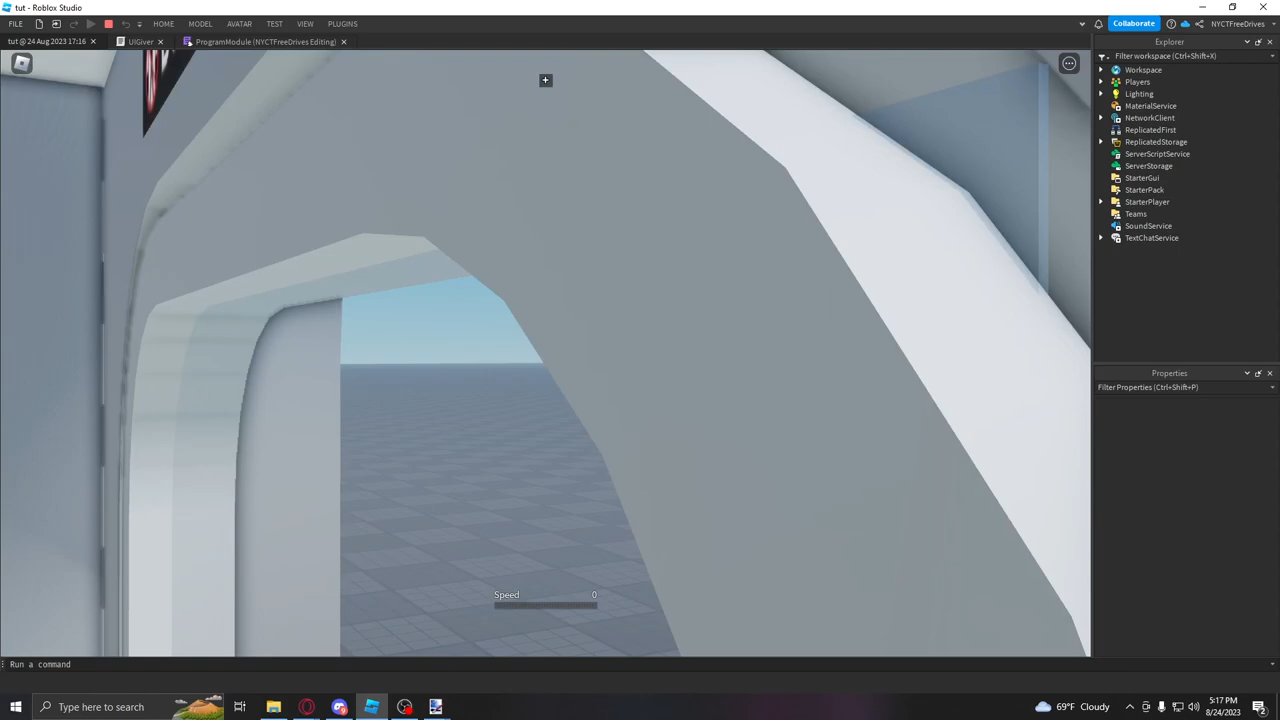 tut - Roblox Studio
FILE HOME MODEL AVATAR TEST VIEW PLUGINS Collaborate NYCTFreeDrives
tut @ 24 Aug 2023 17:16 UIGiver ProgramModule (NYCTFreeDrives Editing)
Explorer
Filter workspace (Ctrl+Shift+X)
Workspace
Players
Lighting
MaterialService
NetworkClient
ReplicatedFirst
ReplicatedStorage
ServerScriptService
ServerStorage
StarterGui
StarterPack
StarterPlayer
Teams
SoundService
TextChatService
Properties
Filter Properties (Ctrl+Shift+P)
Speed 0
Run a command
Type here to search
69°F Cloudy
5:17 PM
8/24/2023
2